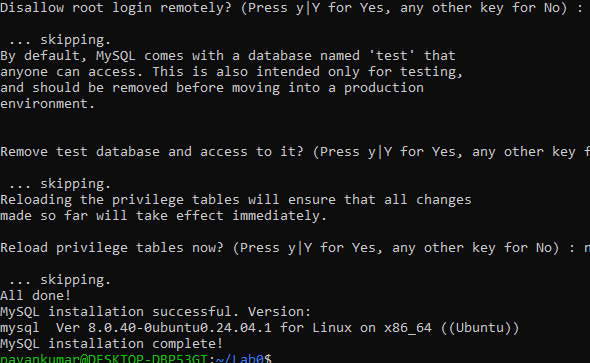 Disallow root login remotely? (Press y|Y for Yes, any other key for No) :
... skipping.
By default, MySQL comes with a database named 'test' that
anyone can access. This is also intended only for testing,
and should be removed before moving into a production
environment.
Remove test database and access to it? (Press y|Y for Yes, any other key f
... skipping.
Reloading the privilege tables will ensure that all changes
made so far will take effect immediately.
Reload privilege tables now? (Press y|Y for Yes, any other key for No) : n
... skipping.
All done!
MySQL installation successful. Version:
mysql  Ver 8.0.40-0ubuntu0.24.04.1 for Linux on x86_64 ((Ubuntu))
MySQL installation complete!
navankumar@DESKTOP-DBP53GT:~/Lab0$